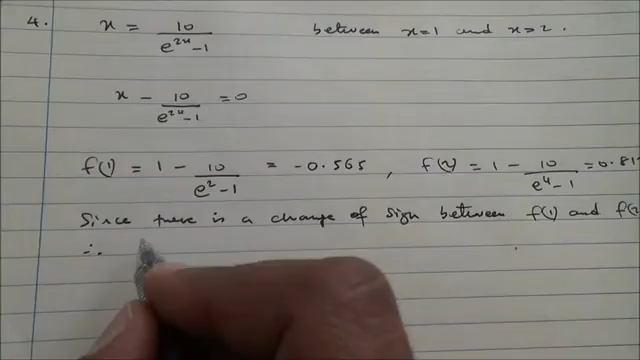 4. x = 10 / (e^{2x} - 1) between x=1 and x=2.
x - 10 / (e^{2x} - 1) = 0
f(1) = 1 - 10 / (e^2 - 1) = -0.565 , f(2) = 1 - 10 / (e^4 - 1) = 0.81
Since there is a change of sign between f(1) and f(2
∴